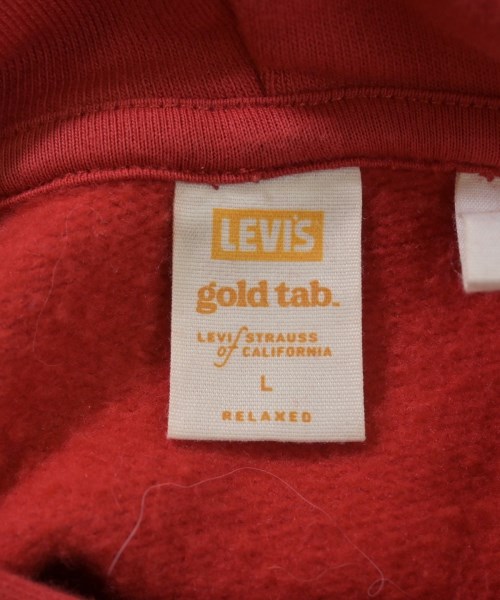 LEVI'S
gold tab.
LEVI STRAUSS
of CALIFORNIA
L
RELAXED